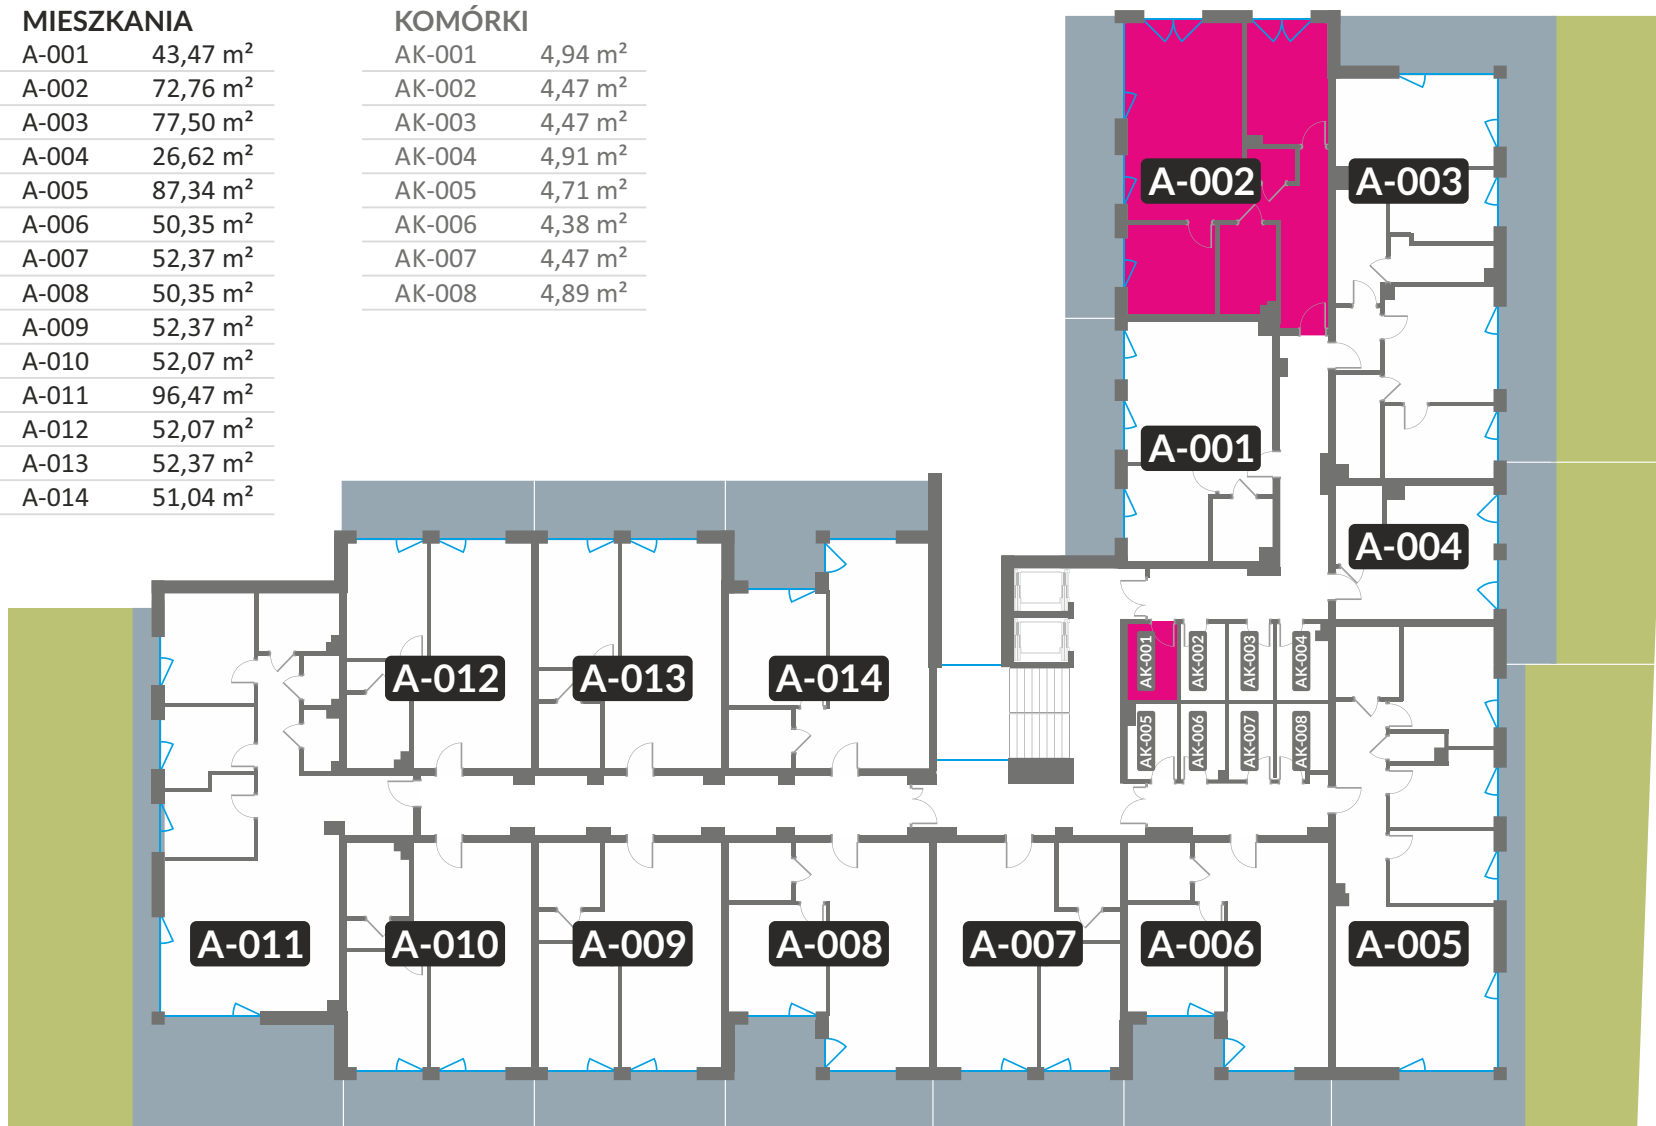 MIESZKANIA
A-001 43,47 m²
A-002 72,76 m²
A-003 77,50 m²
A-004 26,62 m²
A-005 87,34 m²
A-006 50,35 m²
A-007 52,37 m²
A-008 50,35 m²
A-009 52,37 m²
A-010 52,07 m²
A-011 96,47 m²
A-012 52,07 m²
A-013 52,37 m²
A-014 51,04 m²
KOMÓRKI
AK-001 4,94 m²
AK-002 4,47 m²
AK-003 4,47 m²
AK-004 4,91 m²
AK-005 4,71 m²
AK-006 4,38 m²
AK-007 4,47 m²
AK-008 4,89 m²
A-002
A-003
A-001
A-004
AK-001
AK-002
AK-003
AK-004
A-012
A-013
A-014
AK-005
AK-006
AK-007
AK-008
A-011
A-010
A-009
A-008
A-007
A-006
A-005